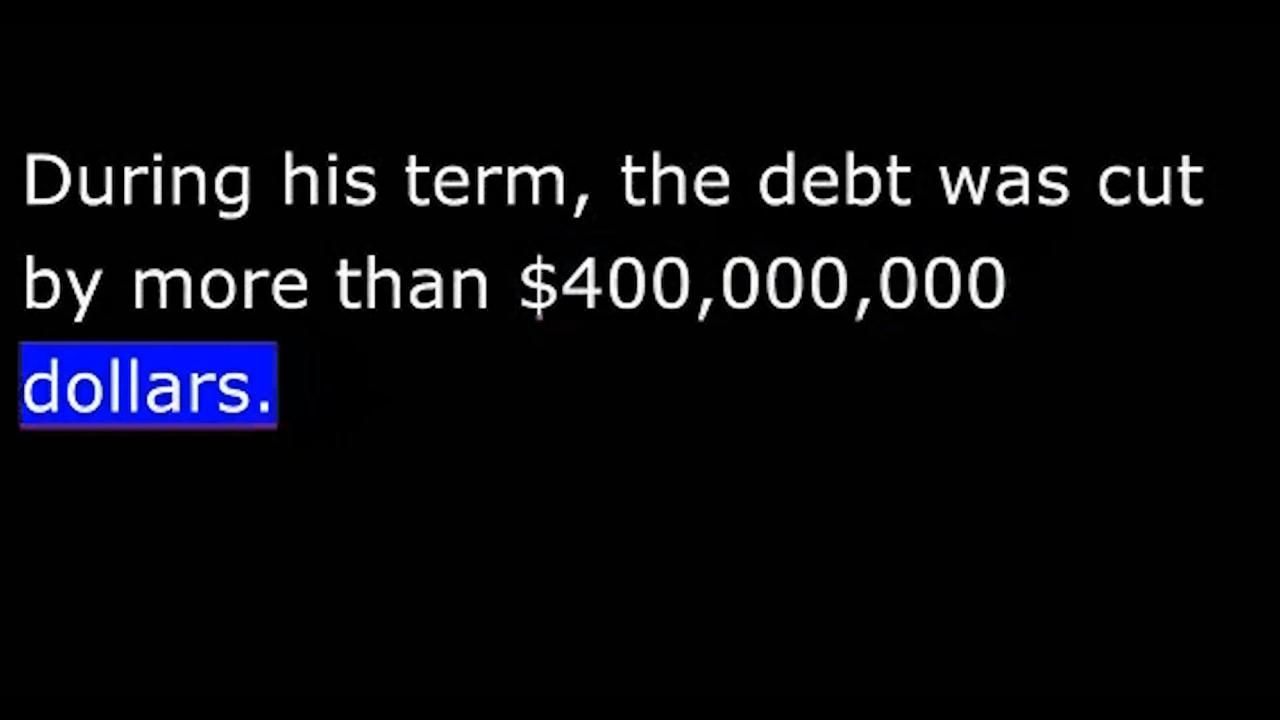 During his term, the debt was cut
by more than $400,000,000
dollars.